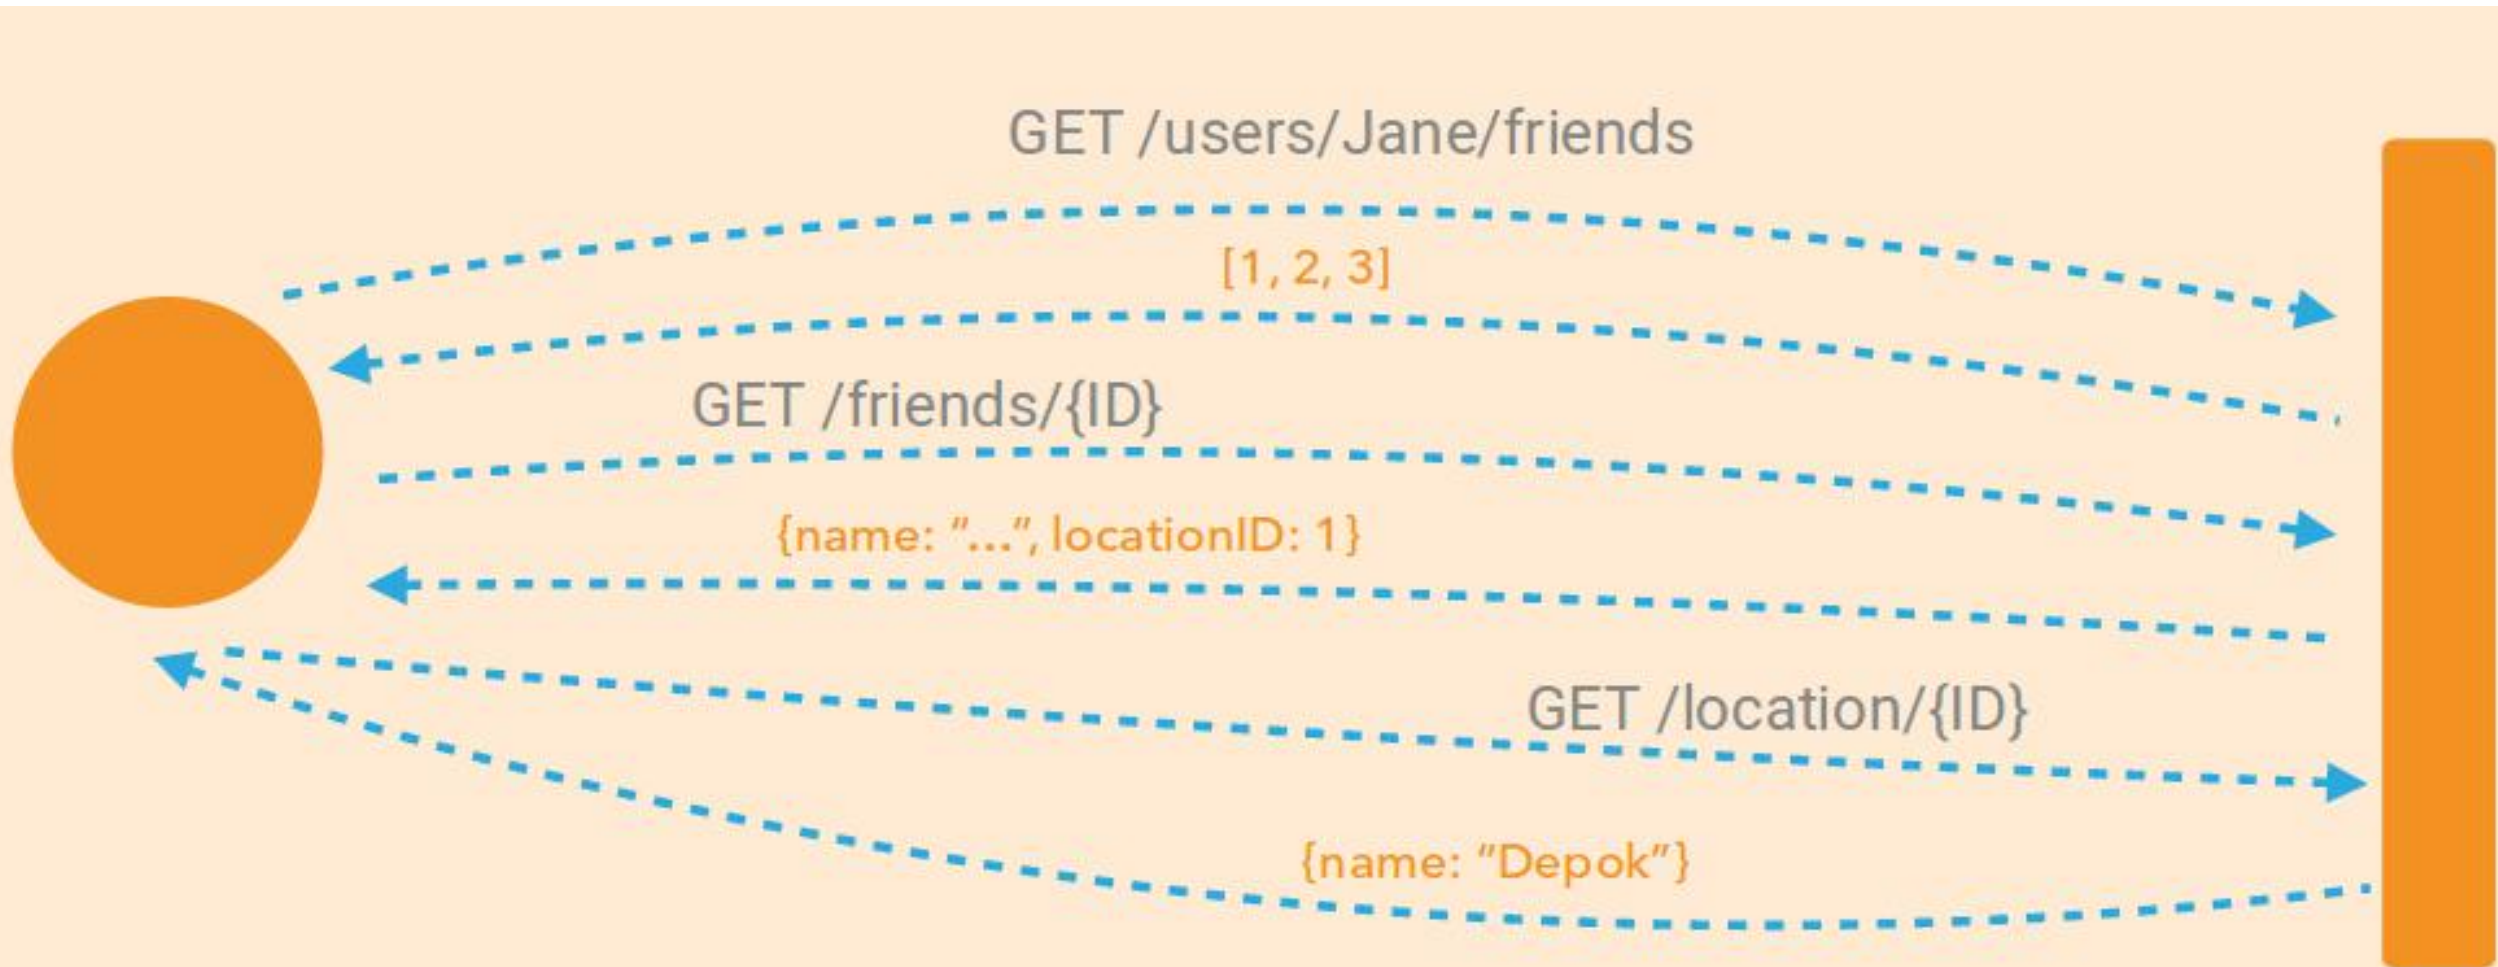 GET /users/Jane/friends
[1, 2, 3]
GET /friends/{ID}
{name: “...”, locationID: 1}
GET /location/{ID}
{name: “Depok”}